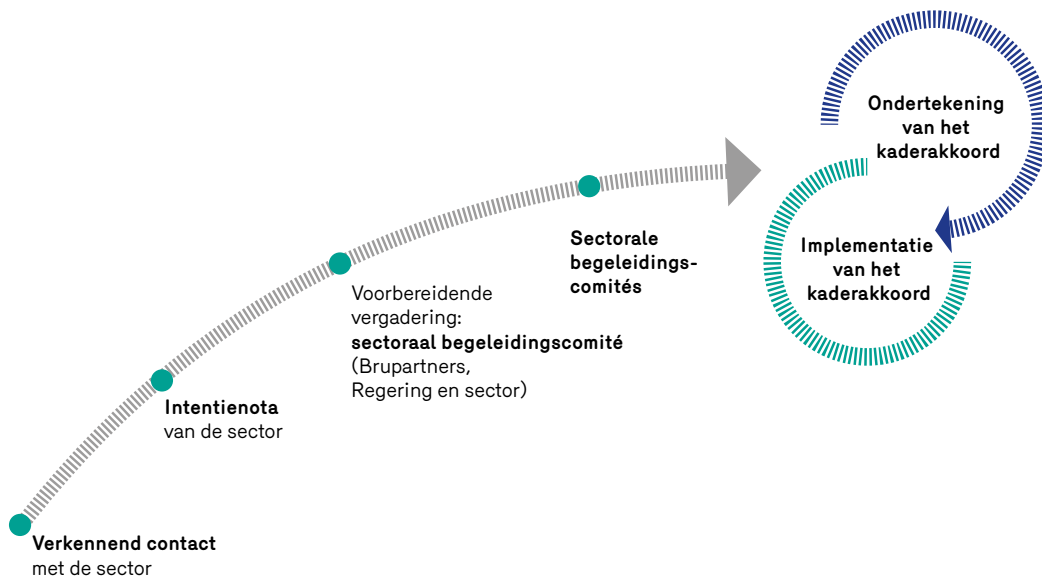 Verkennend contact
met de sector
Intentienota
van de sector
Voorbereidende
vergadering:
sectoraal begeleidingscomité
(Brupartners,
Regering en sector)
Sectorale
begeleidings-
comités
Ondertekening
van het
kaderakkoord
Implementatie
van het
kaderakkoord